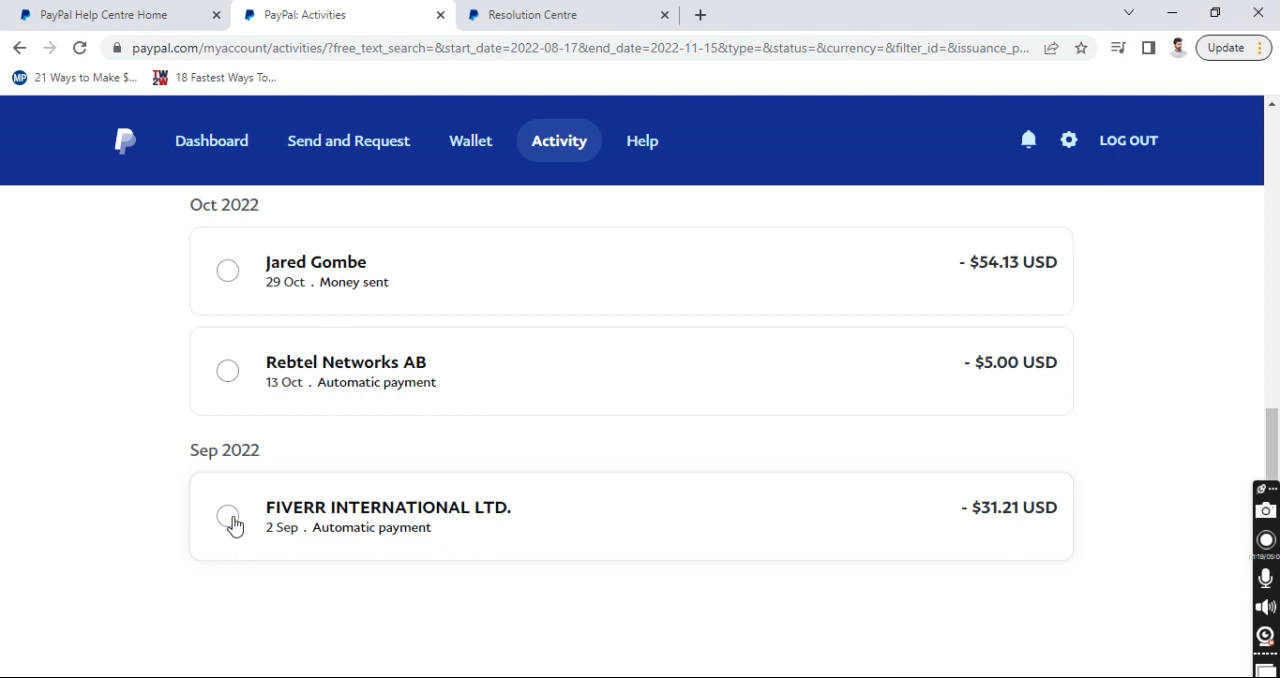 PayPal Help Centre Home
PayPal: Activities
Resolution Centre
paypal.com/myaccount/activities/?free_text_search=&start_date=2022-08-17&end_date=2022-11-15&type=&status=&currency=&filter_id=&issuance_p...
Update
MP 21 Ways to Make $...
18 Fastest Ways To...
Dashboard
Send and Request
Wallet
Activity
Help
LOG OUT
Oct 2022
Jared Gombe
- $54.13 USD
29 Oct . Money sent
Rebtel Networks AB
- $5.00 USD
13 Oct . Automatic payment
Sep 2022
FIVERR INTERNATIONAL LTD.
- $31.21 USD
2 Sep . Automatic payment